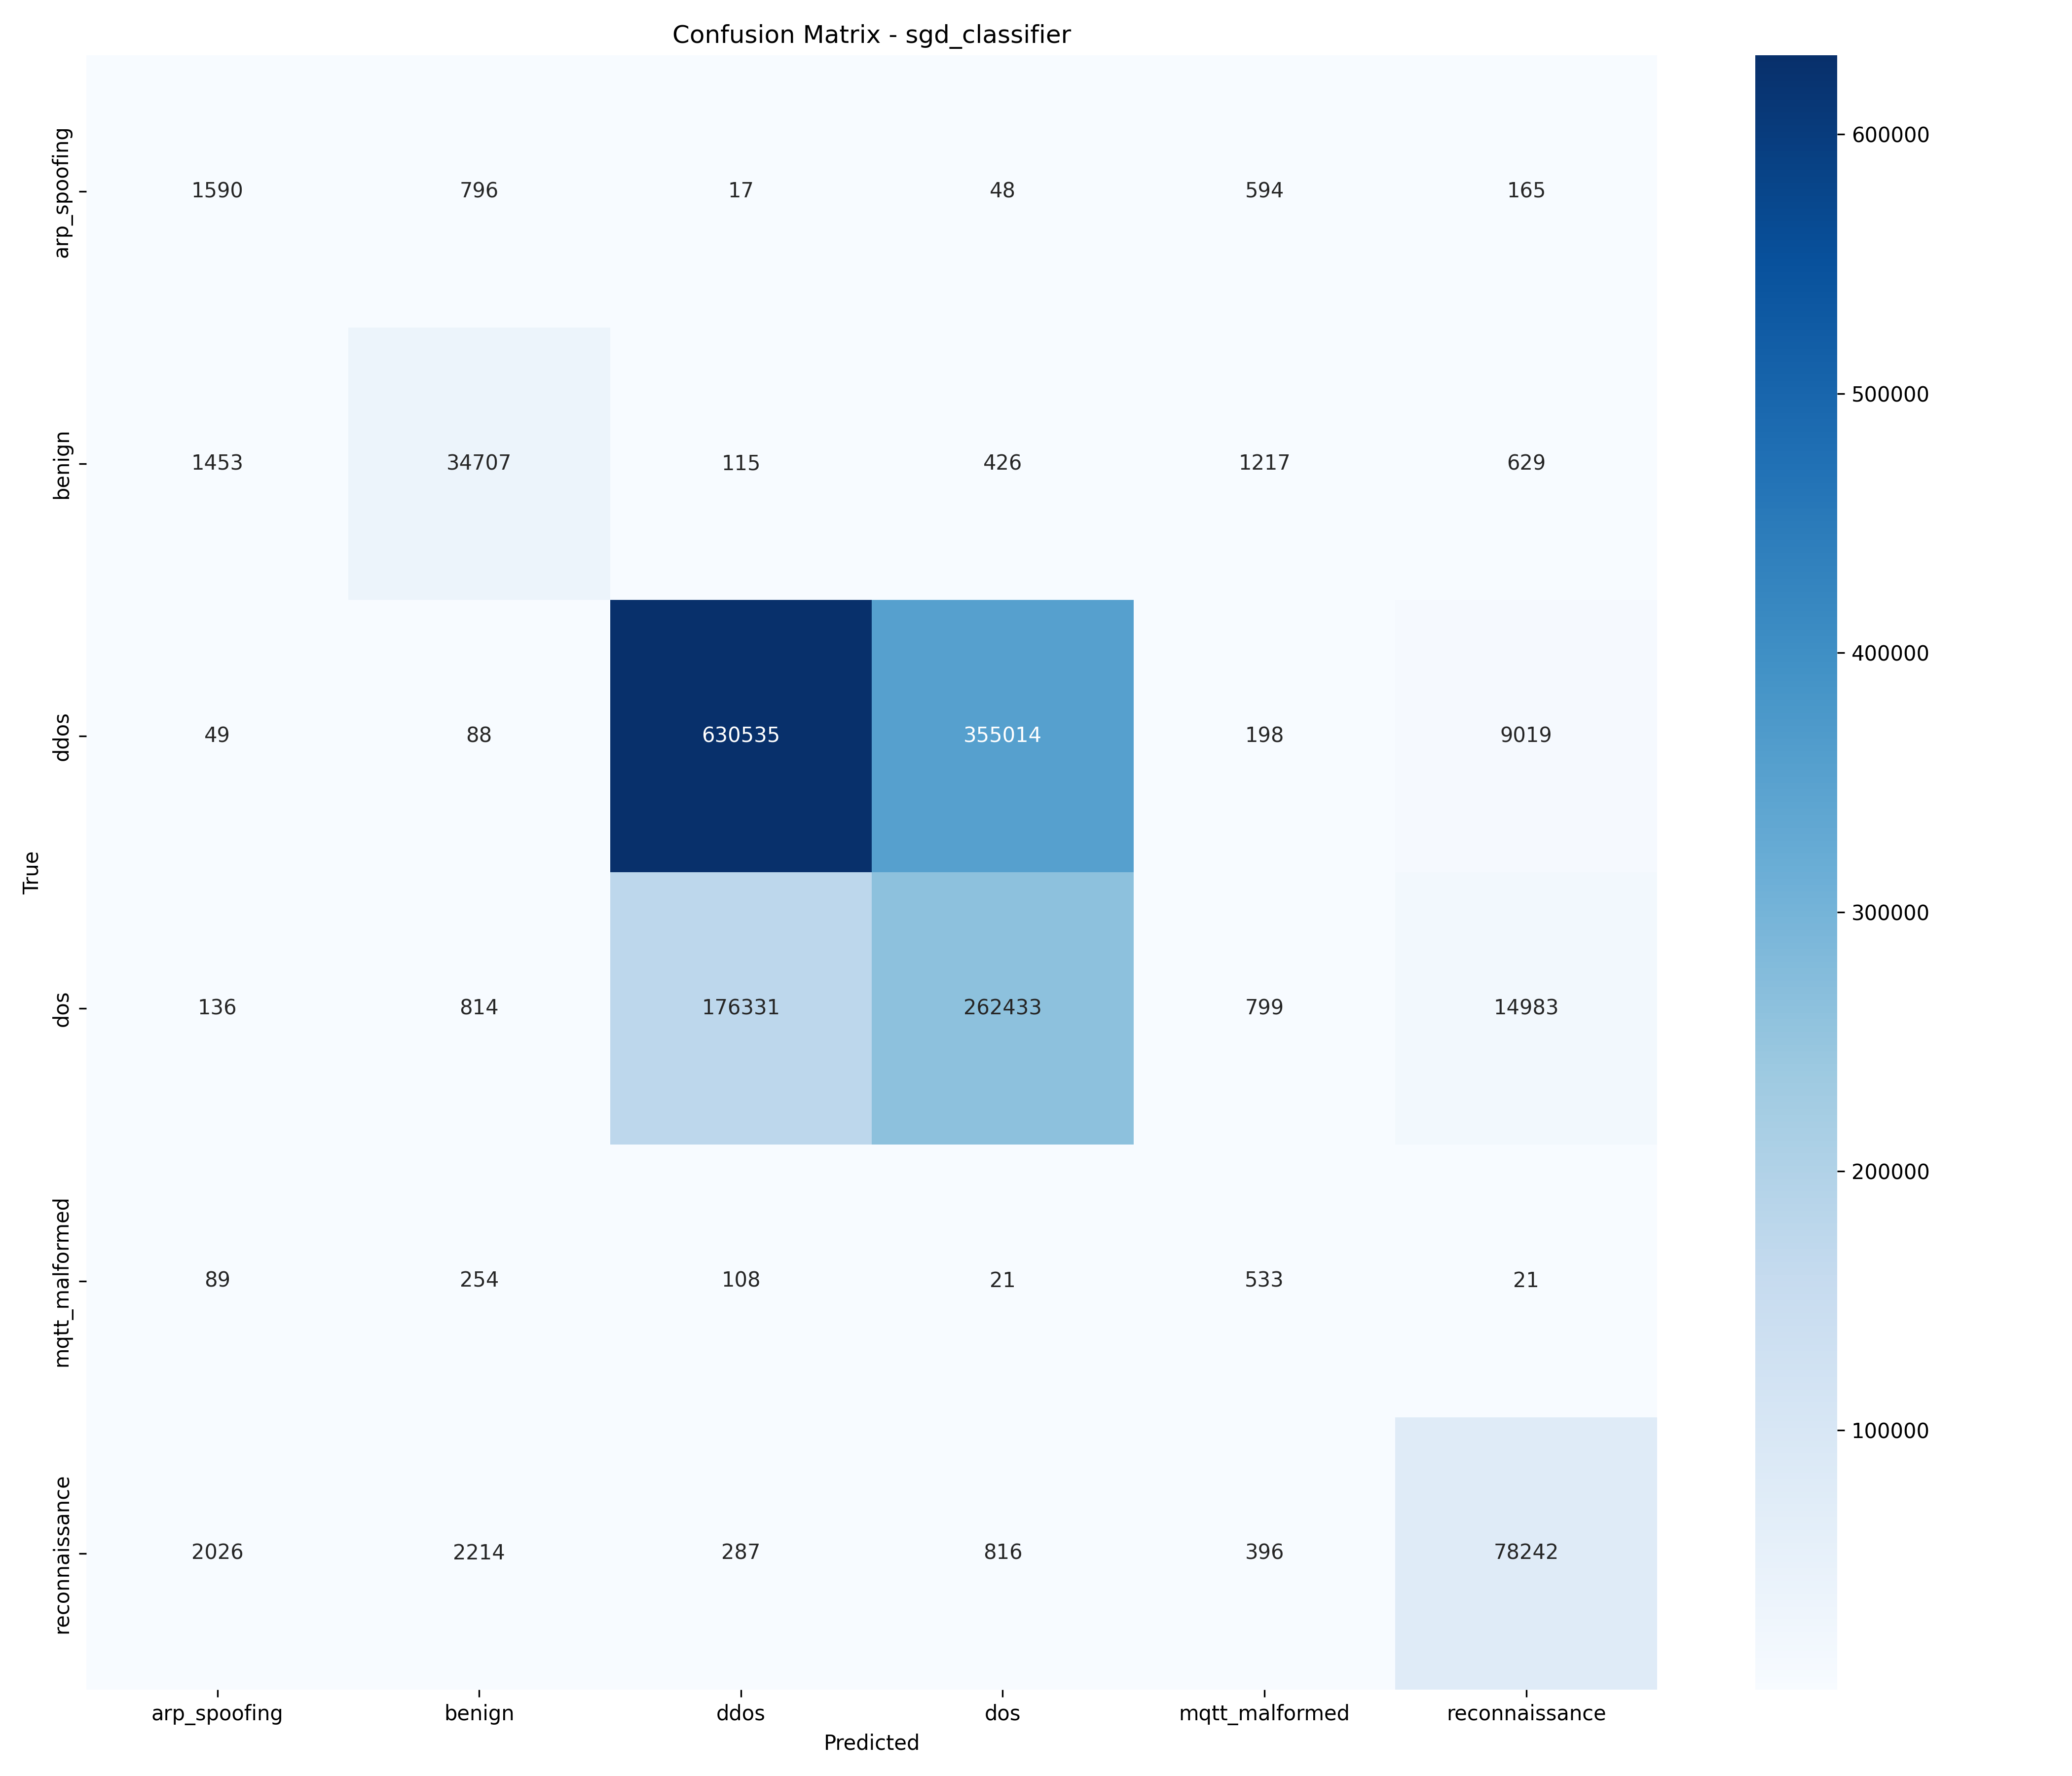 Confusion Matrix - sgd_classifier
True
arp_spoofing
1590 796 17 48 594 165
benign
1453 34707 115 426 1217 629
ddos
49 88 630535 355014 198 9019
dos
136 814 176331 262433 799 14983
mqtt_malformed
89 254 108 21 533 21
reconnaissance
2026 2214 287 816 396 78242
arp_spoofing benign ddos dos mqtt_malformed reconnaissance
Predicted
600000
500000
400000
300000
200000
100000